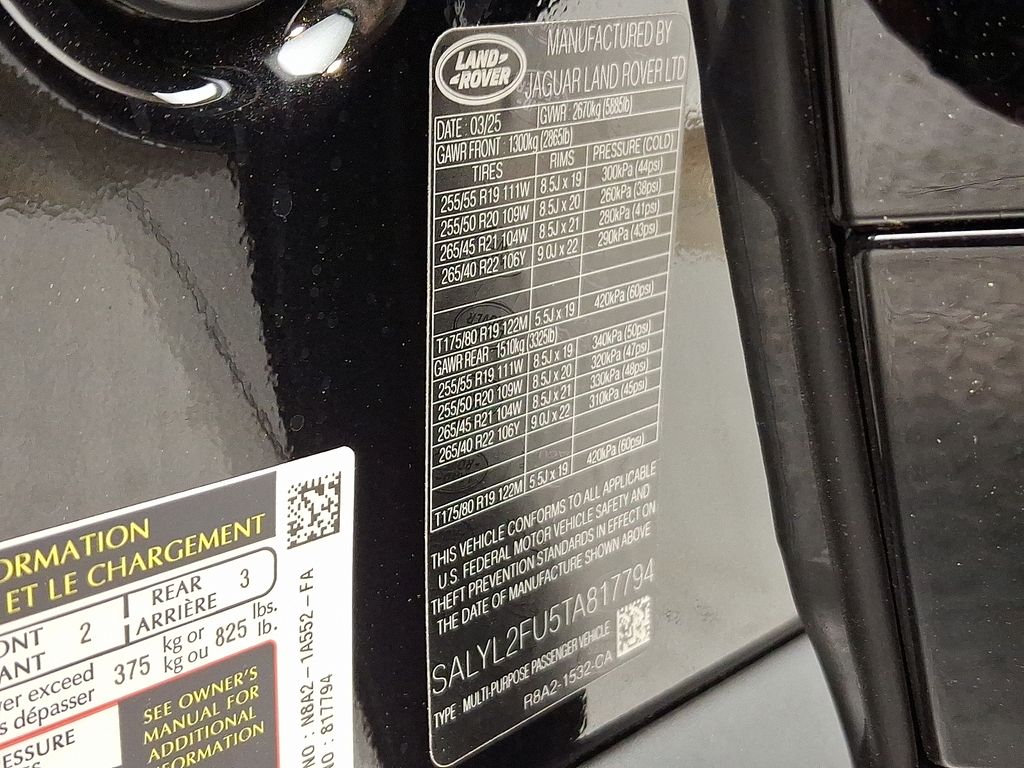 LAND ROVER
MANUFACTURED BY
JAGUAR LAND ROVER LTD
DATE : 03/25 GVWR 2670kg (5885lb)
GAWR FRONT : 1300kg (2865lb)
TIRES RIMS PRESSURE (COLD)
255/55 R19 111W 8.5J x 19 300kPa (44psi)
255/50 R20 109W 8.5J x 20 260kPa (38psi)
265/45 R21 104W 8.5J x 21 280kPa (41psi)
265/40 R22 106Y 9.0J x 22 290kPa (43psi)
T175/80 R19 122M 5.5J x 19 420kPa (60psi)
GAWR REAR : 1510kg (3325lb)
255/55 R19 111W 8.5J x 19 340kPa (50psi)
255/50 R20 109W 8.5J x 20 320kPa (47psi)
265/45 R21 104W 8.5J x 21 330kPa (48psi)
265/40 R22 106Y 9.0J x 22 310kPa (45psi)
T175/80 R19 122M 5.5J x 19 420kPa (60psi)
THIS VEHICLE CONFORMS TO ALL APPLICABLE
U.S. FEDERAL MOTOR VEHICLE SAFETY AND
THEFT PREVENTION STANDARDS IN EFFECT ON
THE DATE OF MANUFACTURE SHOWN ABOVE
SALYL2FU5TA817794
TYPE : MULTI-PURPOSE PASSENGER VEHICLE
R8A2-1532-CA
ORMATION
ET LE CHARGEMENT
ONT 2 REAR 3
ANT ARRIÈRE
er exceed 375 kg or 825 lbs.
s dépasser kg ou lb.
ESSURE
SEE OWNER'S
MANUAL FOR
ADDITIONAL
NFORMATION
NO : N8A2-1A552-FA
NO : 817794